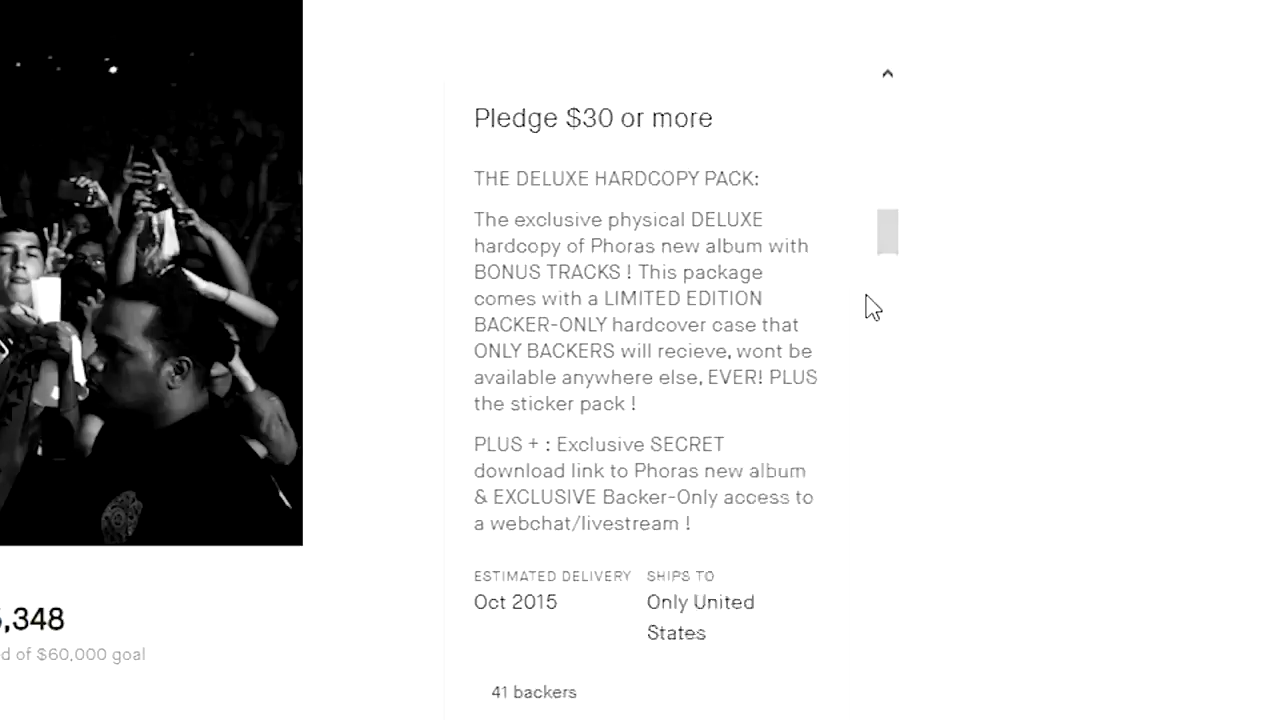 Pledge $30 or more
THE DELUXE HARDCOPY PACK:
The exclusive physical DELUXE
hardcopy of Phoras new album with
BONUS TRACKS ! This package
comes with a LIMITED EDITION
BACKER-ONLY hardcover case that
ONLY BACKERS will recieve, wont be
available anywhere else, EVER! PLUS
the sticker pack !
PLUS + : Exclusive SECRET
download link to Phoras new album
& EXCLUSIVE Backer-Only access to
a webchat/livestream !
ESTIMATED DELIVERY SHIPS TO
Oct 2015 Only United
States
41 backers
,348
d of $60,000 goal